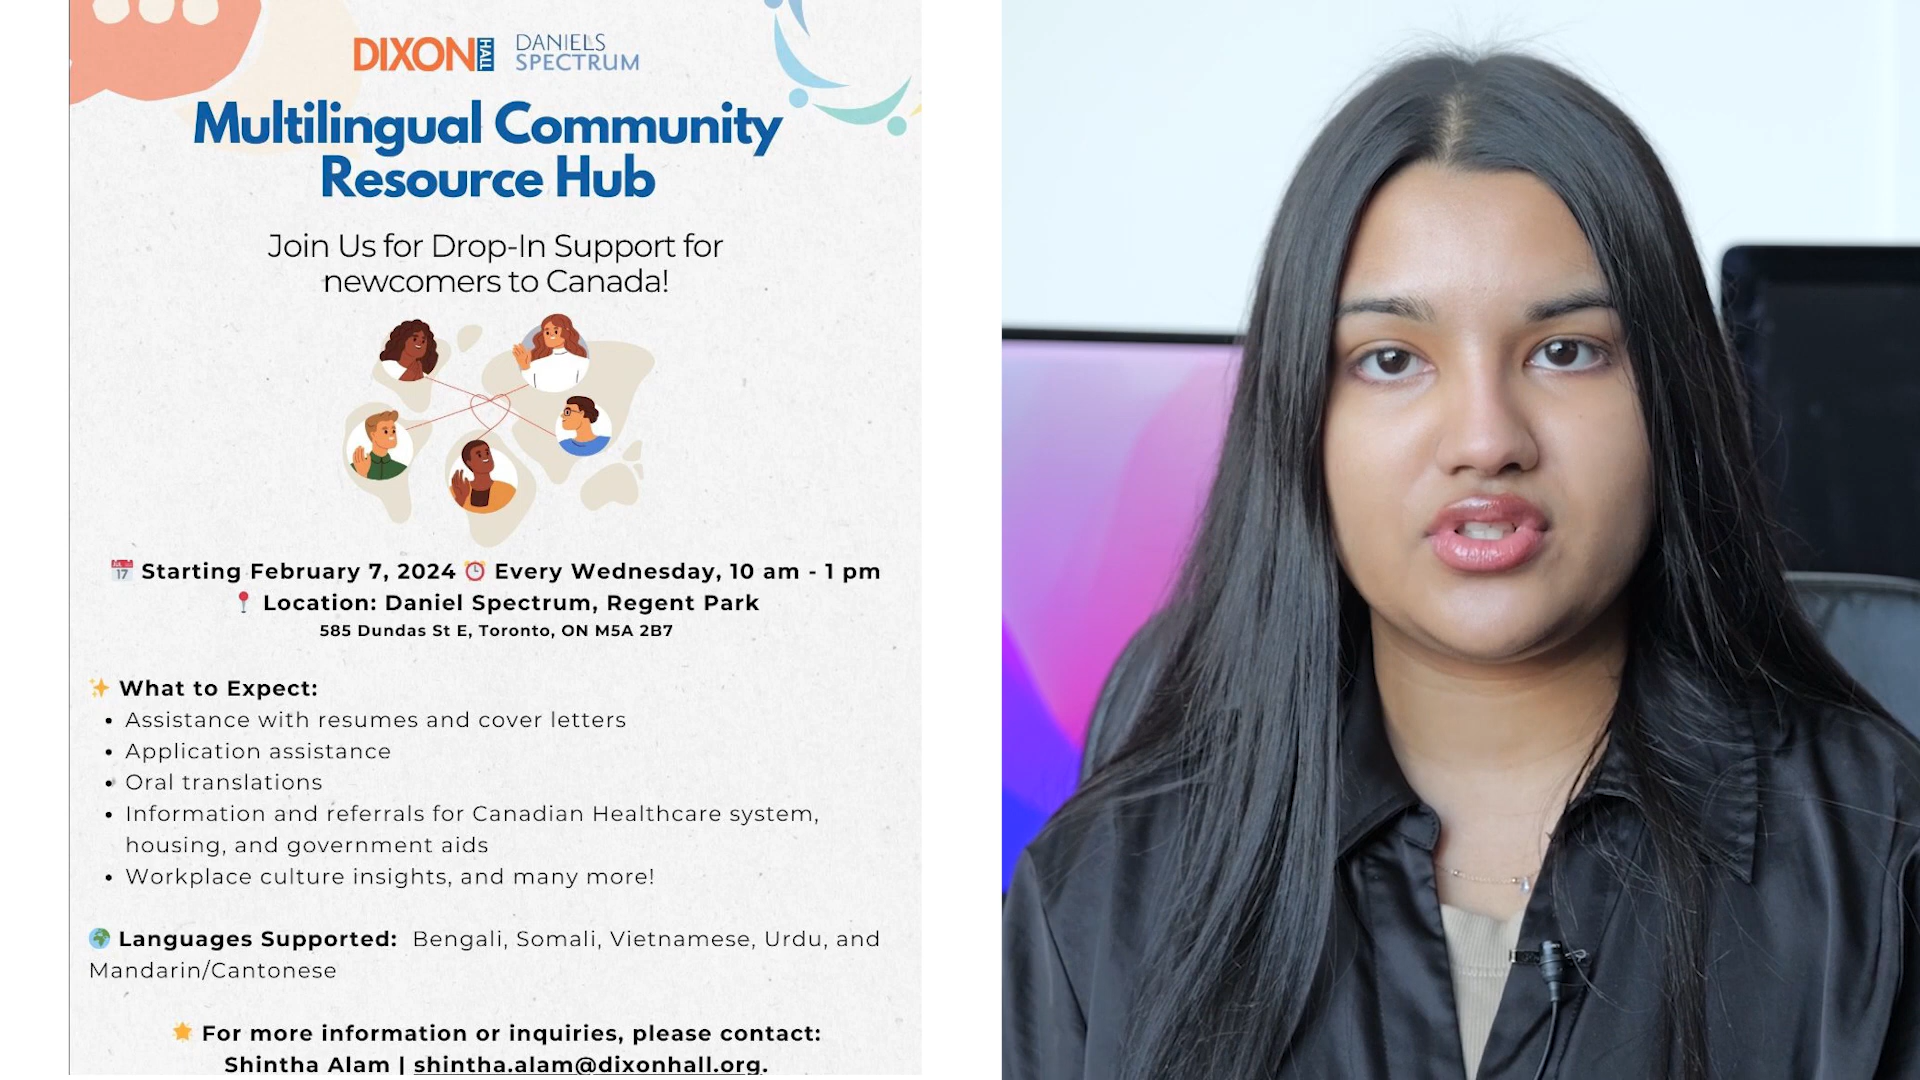 DIXON HALL
DANIELS
SPECTRUM
Multilingual Community
Resource Hub
Join Us for Drop-In Support for
newcomers to Canada!
Starting February 7, 2024 Every Wednesday, 10 am - 1 pm
Location: Daniel Spectrum, Regent Park
585 Dundas St E, Toronto, ON M5A 2B7
What to Expect:
• Assistance with resumes and cover letters
• Application assistance
• Oral translations
• Information and referrals for Canadian Healthcare system,
housing, and government aids
• Workplace culture insights, and many more!
Languages Supported: Bengali, Somali, Vietnamese, Urdu, and
Mandarin/Cantonese
For more information or inquiries, please contact:
Shintha Alam | shintha.alam@dixonhall.org.